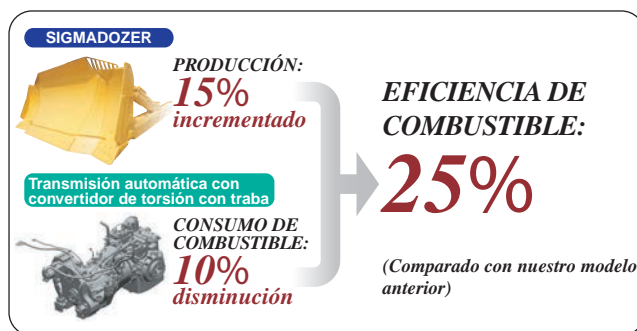 SIGMADOZER
PRODUCCIÓN:
15%
incrementado
Transmisión automática con
convertidor de torsión con traba
CONSUMO DE
COMBUSTIBLE:
10%
disminución
EFICIENCIA DE
COMBUSTIBLE:
25%
(Comparado con nuestro modelo
anterior)